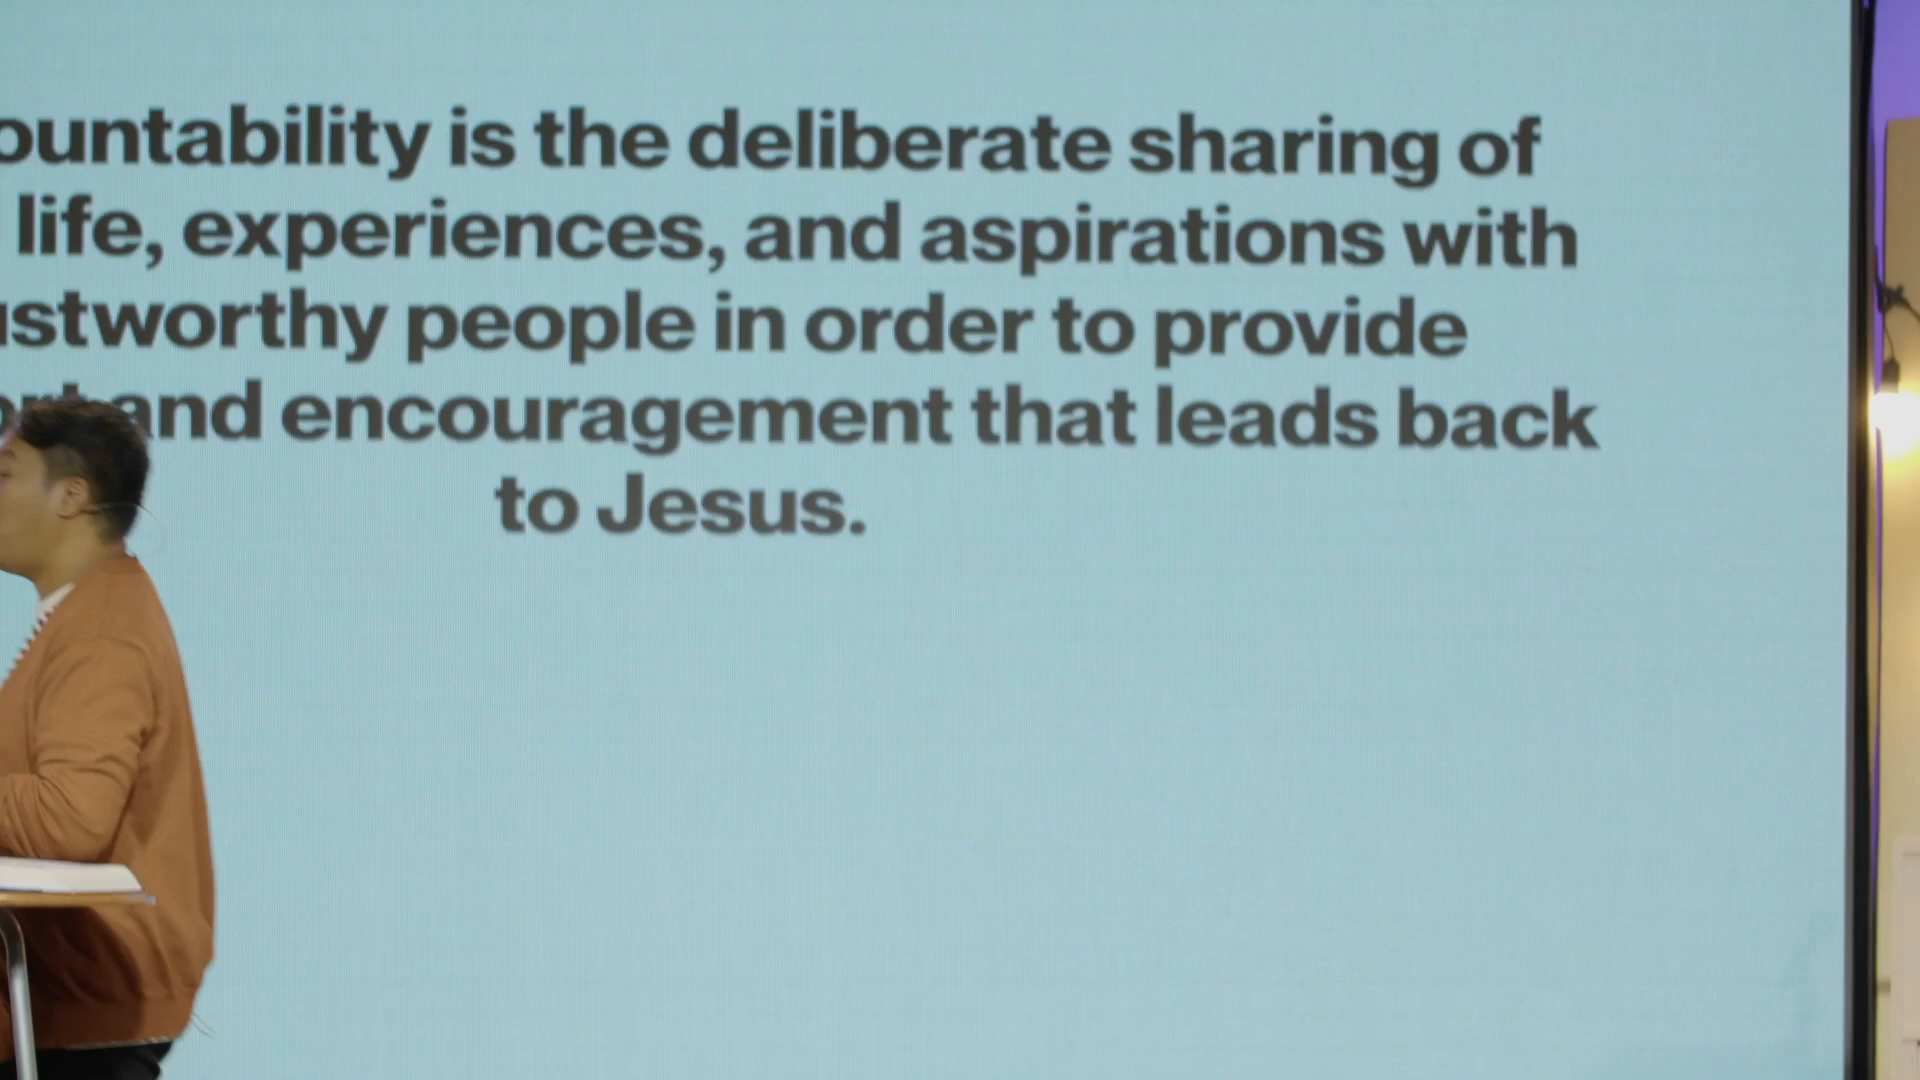 ountability is the deliberate sharing of
life, experiences, and aspirations with
stworthy people in order to provide
and encouragement that leads back
to Jesus.